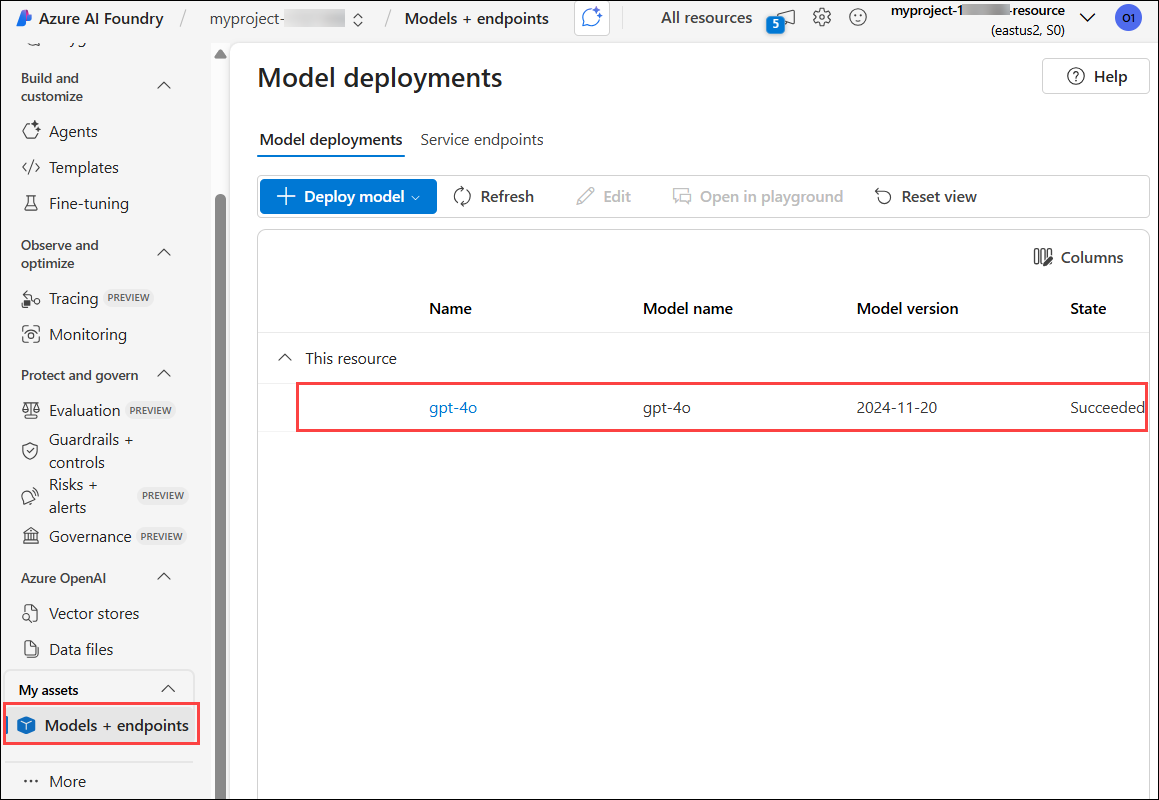 Azure AI Foundry / myproject- / Models + endpoints All resources 5 myproject-1 -resource
(eastus2, S0) O1
Build and
customize
Agents
Templates
Fine-tuning
Observe and
optimize
Tracing PREVIEW
Monitoring
Protect and govern
Evaluation PREVIEW
Guardrails +
controls
Risks +
alerts PREVIEW
Governance PREVIEW
Azure OpenAI
Vector stores
Data files
My assets
Models + endpoints
More
Model deployments
Help
Model deployments Service endpoints
Deploy model Refresh Edit Open in playground Reset view
Columns
Name Model name Model version State
This resource
gpt-4o gpt-4o 2024-11-20 Succeeded